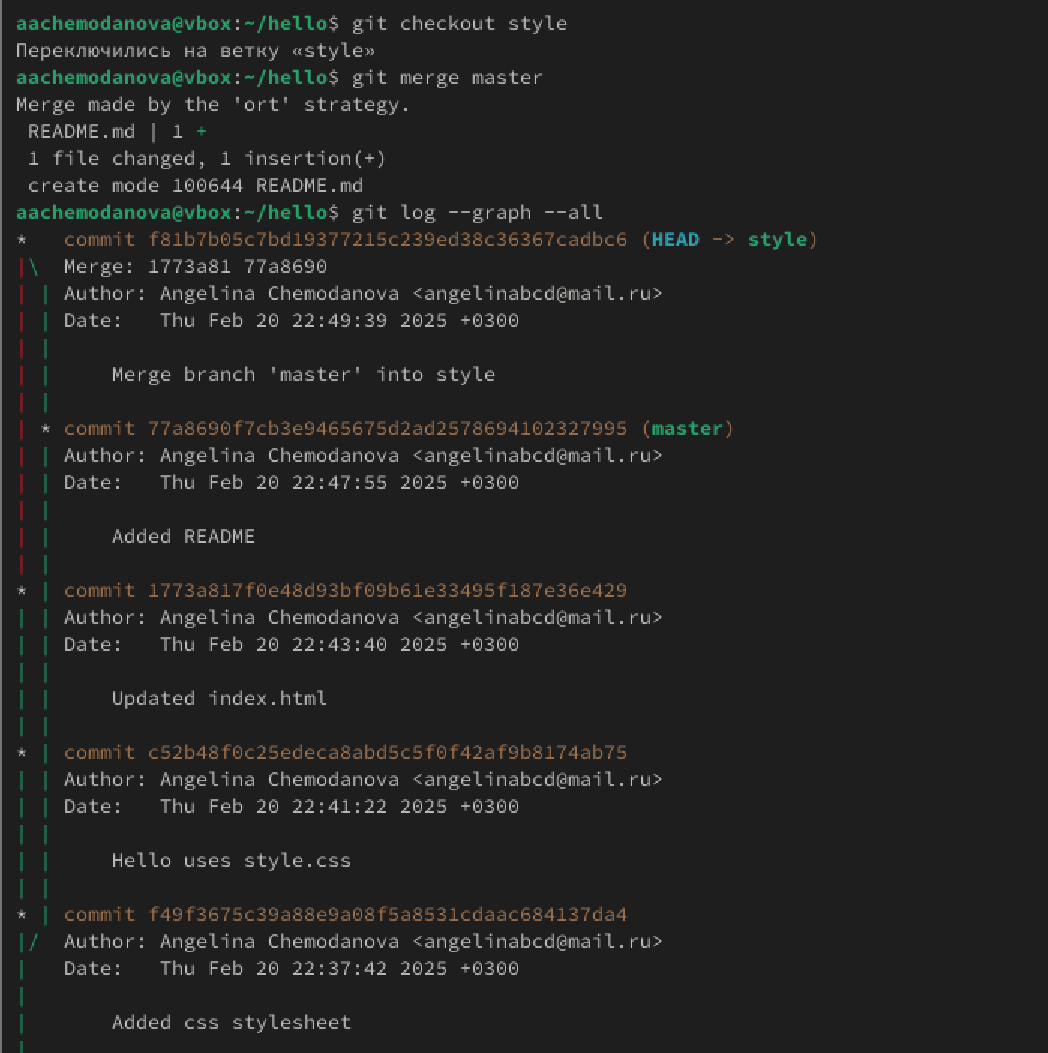 aachemodanova@vbox:~/hello$ git checkout style
Переключились на ветку «style»
aachemodanova@vbox:~/hello$ git merge master
Merge made by the 'ort' strategy.
 README.md | 1 +
 1 file changed, 1 insertion(+)
 create mode 100644 README.md
aachemodanova@vbox:~/hello$ git log --graph --all
*   commit f81b7b05c7bd19377215c239ed38c36367cadbc6 (HEAD -> style)
|\  Merge: 1773a81 77a8690
| | Author: Angelina Chemodanova <angelinabcd@mail.ru>
| | Date:   Thu Feb 20 22:49:39 2025 +0300
| |
| |     Merge branch 'master' into style
| |
| * commit 77a8690f7cb3e9465675d2ad2578694102327995 (master)
| | Author: Angelina Chemodanova <angelinabcd@mail.ru>
| | Date:   Thu Feb 20 22:47:55 2025 +0300
| |
| |     Added README
| |
* | commit 1773a817f0e48d93bf09b61e33495f187e36e429
| | Author: Angelina Chemodanova <angelinabcd@mail.ru>
| | Date:   Thu Feb 20 22:43:40 2025 +0300
| |
| |     Updated index.html
| |
* | commit c52b48f0c25edeca8abd5c5f0f42af9b8174ab75
| | Author: Angelina Chemodanova <angelinabcd@mail.ru>
| | Date:   Thu Feb 20 22:41:22 2025 +0300
| |
| |     Hello uses style.css
| |
* | commit f49f3675c39a88e9a08f5a8531cdaac684137da4
|/  Author: Angelina Chemodanova <angelinabcd@mail.ru>
|   Date:   Thu Feb 20 22:37:42 2025 +0300
|
|       Added css stylesheet
|